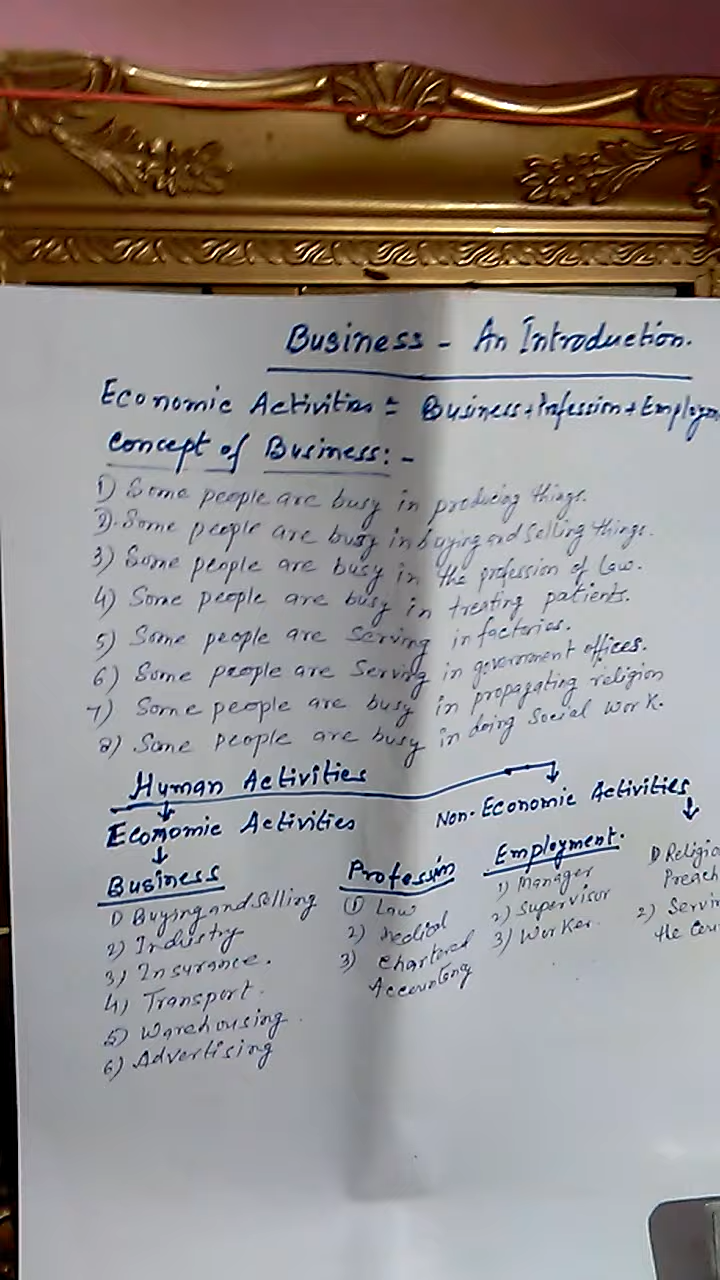 Business - An Introduction.
Economic Activities = Business + Profession + Employm
Concept of Business: -
1) Some people are busy in producing things.
2). Some people are busy in buying and selling things.
3) Some people are busy in the profession of law.
4) Some people are busy in treating patients.
5) Some people are serving in factories.
6) Some people are serving in government offices.
7) Some people are busy in propagating religion
8) Some people are busy in doing social work.
Human Activities
Economic Activities
Non-Economic Activities
Business
1) Buying and selling
2) Industry
3) Insurance.
4) Transport.
5) Warehousing.
6) Advertising
Profession
1) Law
2) Medical
3) Chartered
Accounting
Employment.
1) Manager
2) Supervisor
3) Worker.
1) Religio
Preach
2) Servin
the Cou